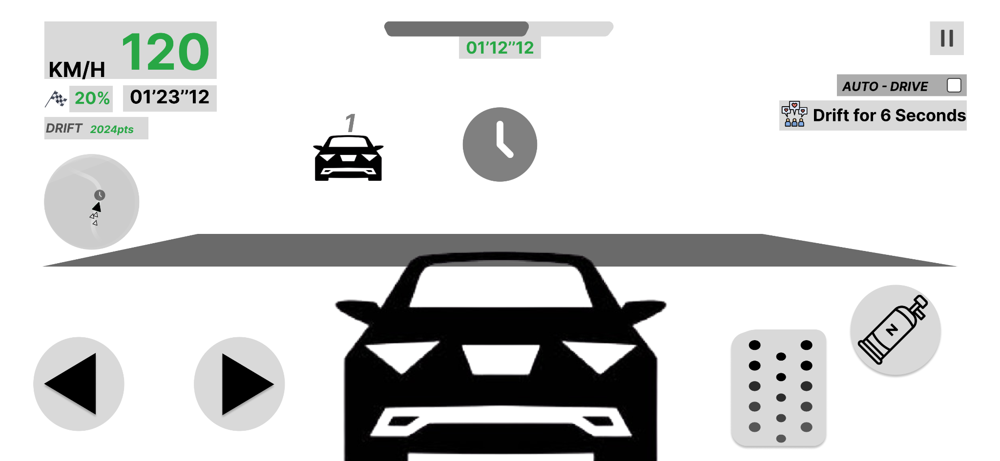 120
KM/H
20%
01’23’’12
DRIFT 2024pts
01’12’’12
1
AUTO - DRIVE
Drift for 6 Seconds
N